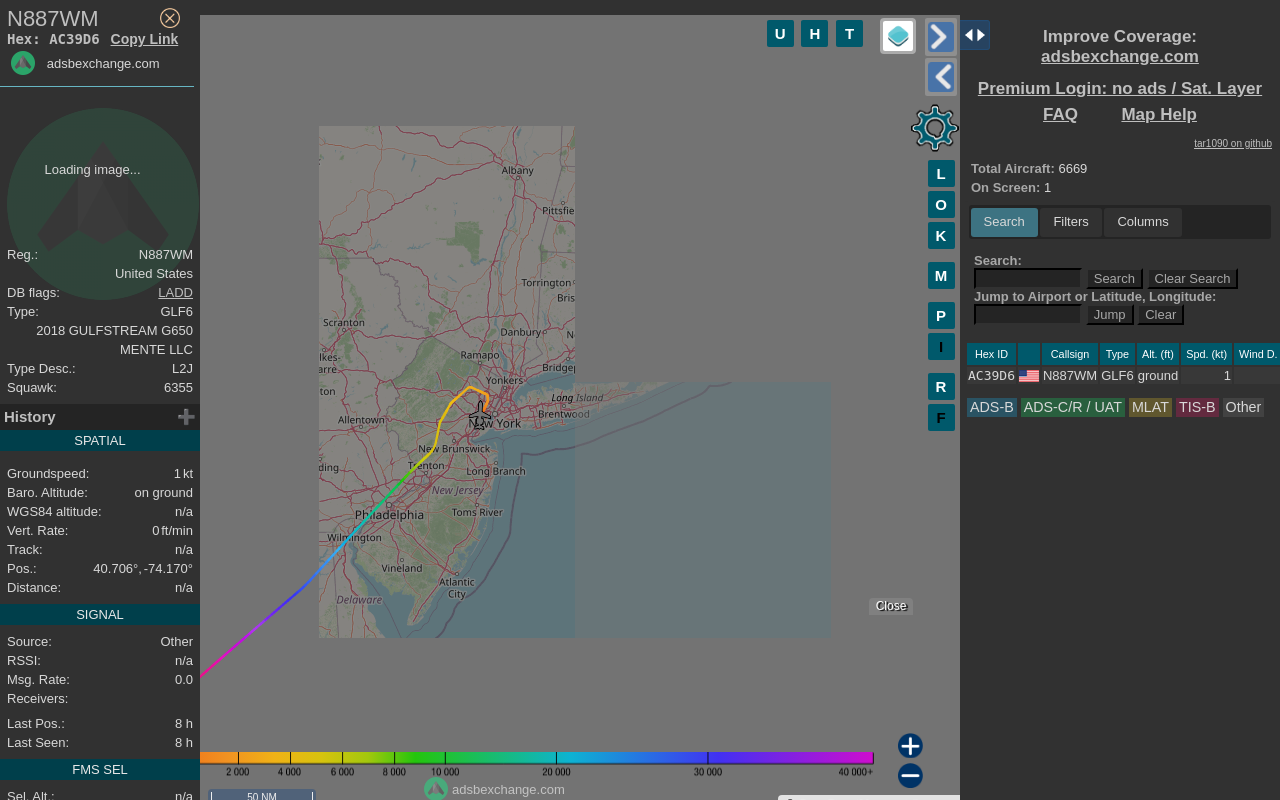 N887WM
Hex: AC39D6 Copy Link
adsbexchange.com
Loading image...
Reg.: N887WM
United States
DB flags: LADD
Type: GLF6
2018 GULFSTREAM G650
MENTE LLC
Type Desc.: L2J
Squawk: 6355
History
SPATIAL
Groundspeed: 1 kt
Baro. Altitude: on ground
WGS84 altitude: n/a
Vert. Rate: 0 ft/min
Track: n/a
Pos.: 40.706°, -74.170°
Distance: n/a
SIGNAL
Source: Other
RSSI: n/a
Msg. Rate: 0.0
Receivers:
Last Pos.: 8 h
Last Seen: 8 h
FMS SEL
Sel. Alt.: n/a
U H T
L
O
K
M
P
I
R
F
Albany
Pittsfie
Torrington
Bris
Scranton
Danbury
N
lkes-
arre
Ramapo
Bridgep
Yonkers
ton
Long Island
Brentwood
Allentown
New York
New Brunswick
ding
Trenton
Long Branch
New Jersey
Philadelphia
Toms River
Wilmington
Vineland
Atlantic
City
Delaware
Close
2 000 4 000 6 000 8 000 10 000 20 000 30 000 40 000+
adsbexchange.com
50 NM
Improve Coverage:
adsbexchange.com
Premium Login: no ads / Sat. Layer
FAQ Map Help
tar1090 on github
Total Aircraft: 6669
On Screen: 1
Search Filters Columns
Search:
Search Clear Search
Jump to Airport or Latitude, Longitude:
Jump Clear
Hex ID Callsign Type Alt. (ft) Spd. (kt) Wind D.
AC39D6 N887WM GLF6 ground 1
ADS-B ADS-C/R / UAT MLAT TIS-B Other